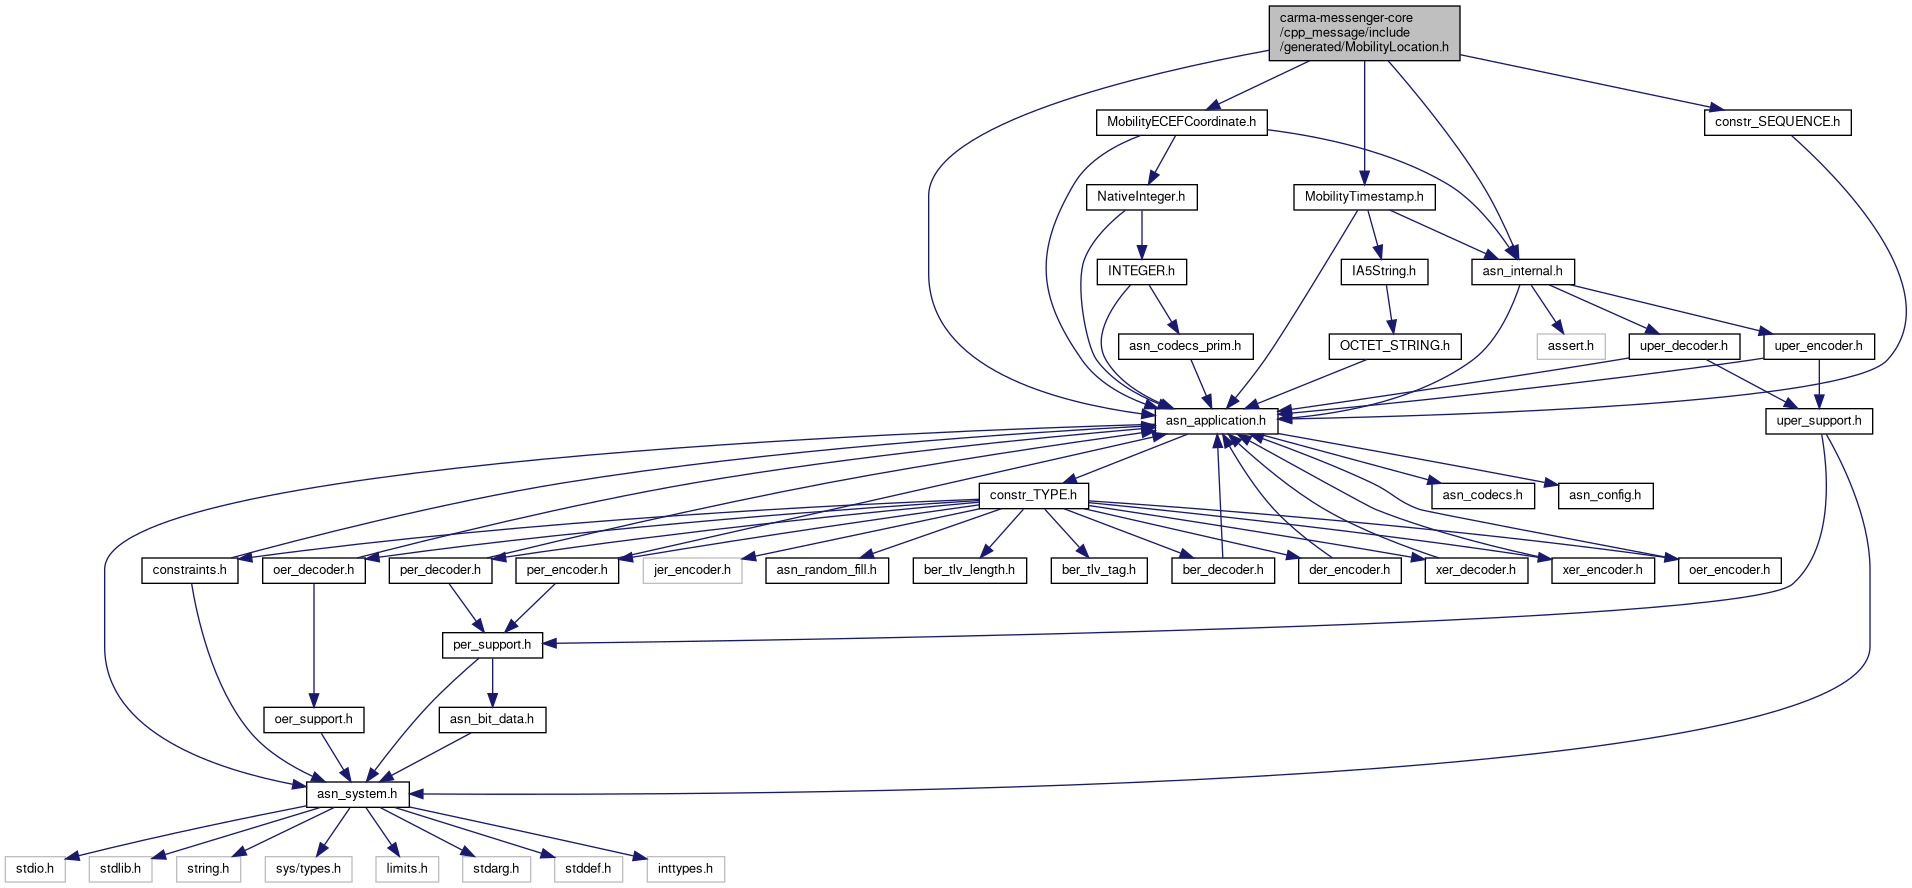 carma-messenger-core
/cpp_message/include
/generated/MobilityLocation.h
MobilityECEFCoordinate.h
constr_SEQUENCE.h
NativeInteger.h
MobilityTimestamp.h
INTEGER.h
IA5String.h
asn_internal.h
asn_codecs_prim.h
OCTET_STRING.h
assert.h
uper_decoder.h
uper_encoder.h
asn_application.h
uper_support.h
constr_TYPE.h
asn_codecs.h
asn_config.h
constraints.h
oer_decoder.h
per_decoder.h
per_encoder.h
jer_encoder.h
asn_random_fill.h
ber_tlv_length.h
ber_tlv_tag.h
ber_decoder.h
der_encoder.h
xer_decoder.h
xer_encoder.h
oer_encoder.h
per_support.h
oer_support.h
asn_bit_data.h
asn_system.h
stdio.h
stdlib.h
string.h
sys/types.h
limits.h
stdarg.h
stddef.h
inttypes.h